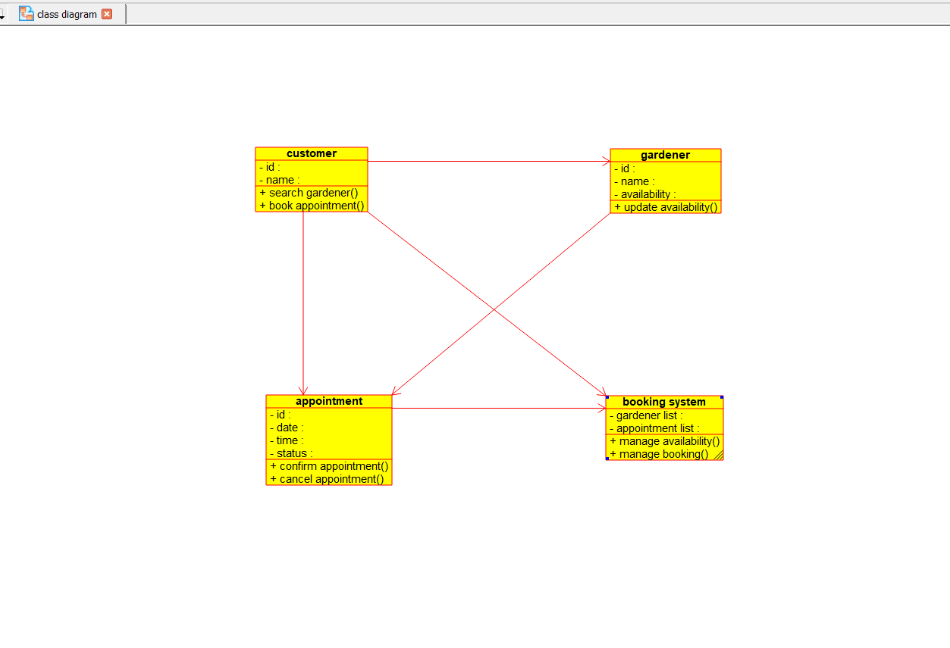 class diagram
customer
- id :
- name :
+ search gardener()
+ book appointment()
gardener
- id :
- name :
- availability :
+ update availability()
appointment
- id :
- date :
- time :
- status :
+ confirm appointment()
+ cancel appointment()
booking system
- gardener list :
- appointment list :
+ manage availability()
+ manage booking()